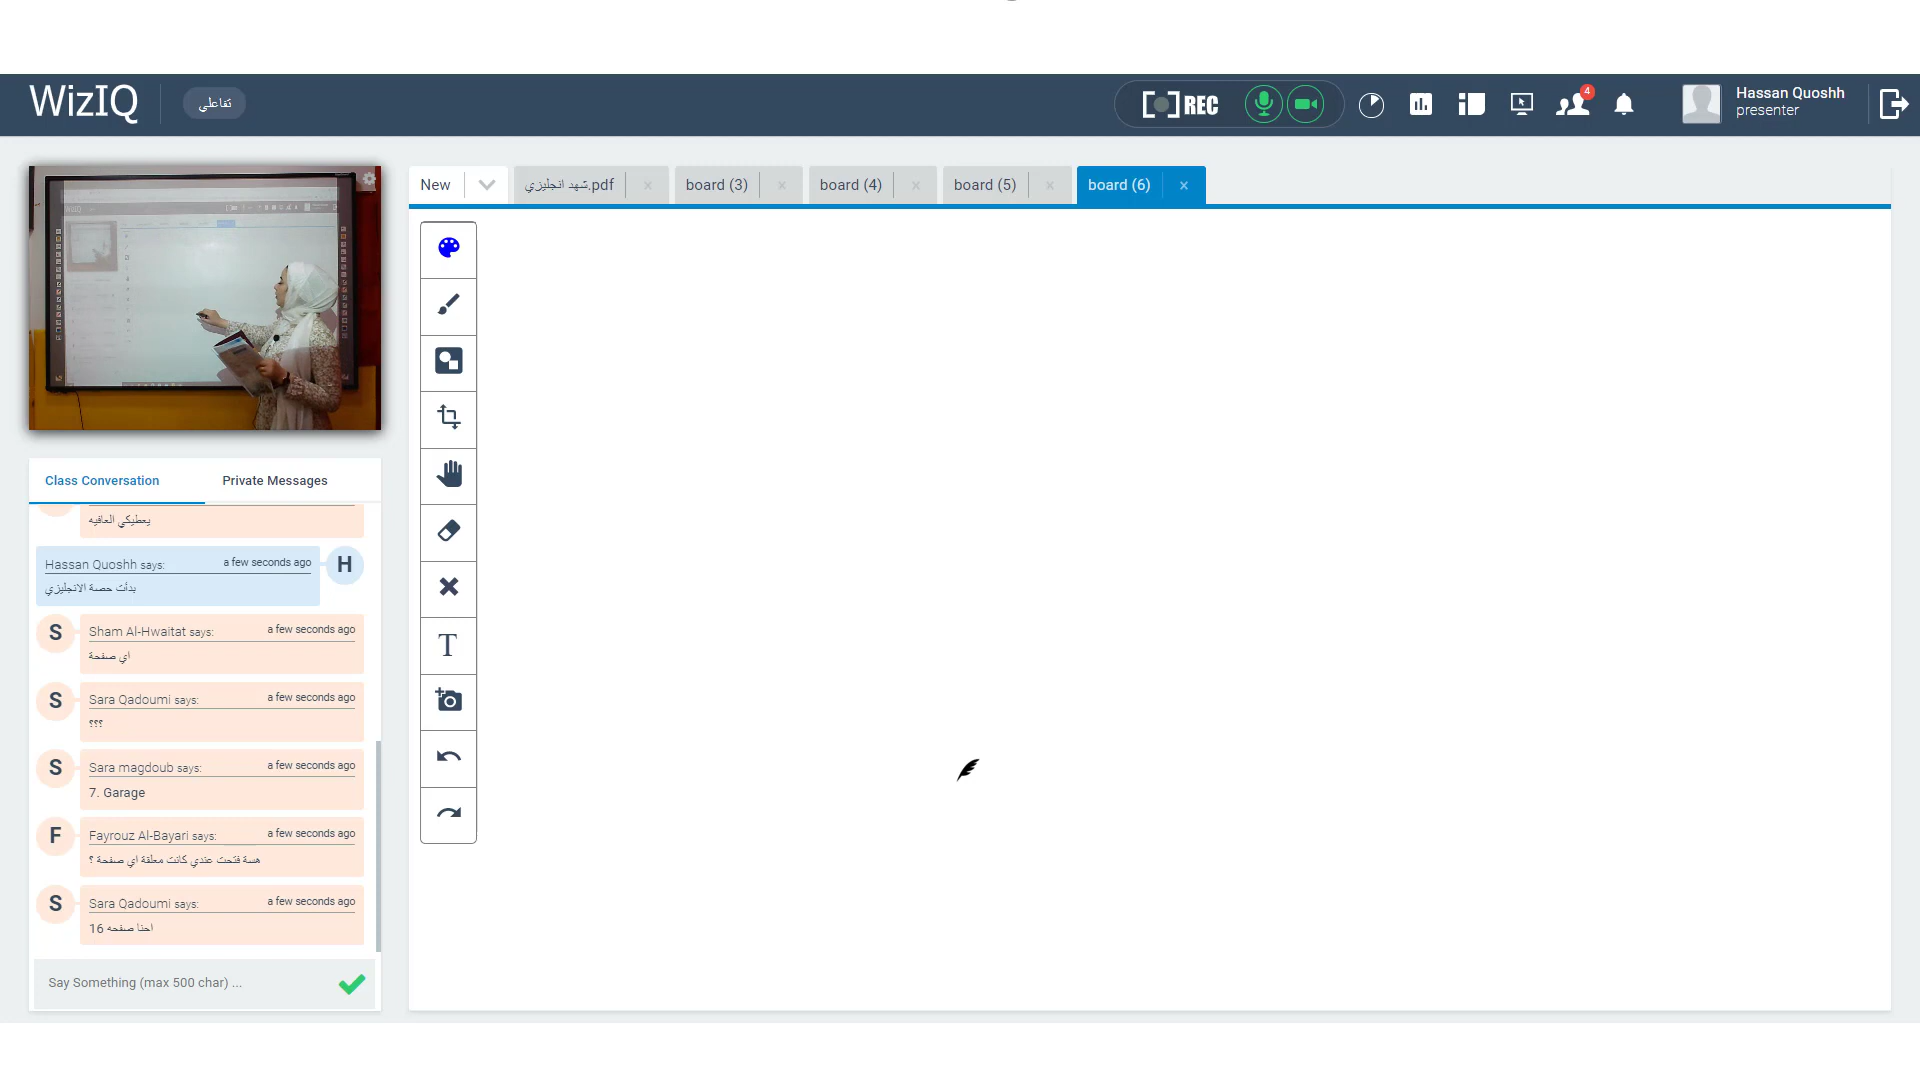 WizIQ
تفاعلي
REC
4
Hassan Quoshh
presenter
New
شهد انجليزي.pdf
board (3)
board (4)
board (5)
board (6)
Class Conversation
Private Messages
يعطيكي العافيه
Hassan Quoshh says:
a few seconds ago
H
بدأت حصة الانجليزي
S
Sham Al-Hwaitat says:
a few seconds ago
اي صفحة
S
Sara Qadoumi says:
a few seconds ago
؟؟؟
S
Sara magdoub says:
a few seconds ago
7. Garage
F
Fayrouz Al-Bayari says:
a few seconds ago
هسة فتحت عندي كانت معلقة اي صفحة ؟
S
Sara Qadoumi says:
a few seconds ago
احنا صفحه 16
Say Something (max 500 char) ...
T